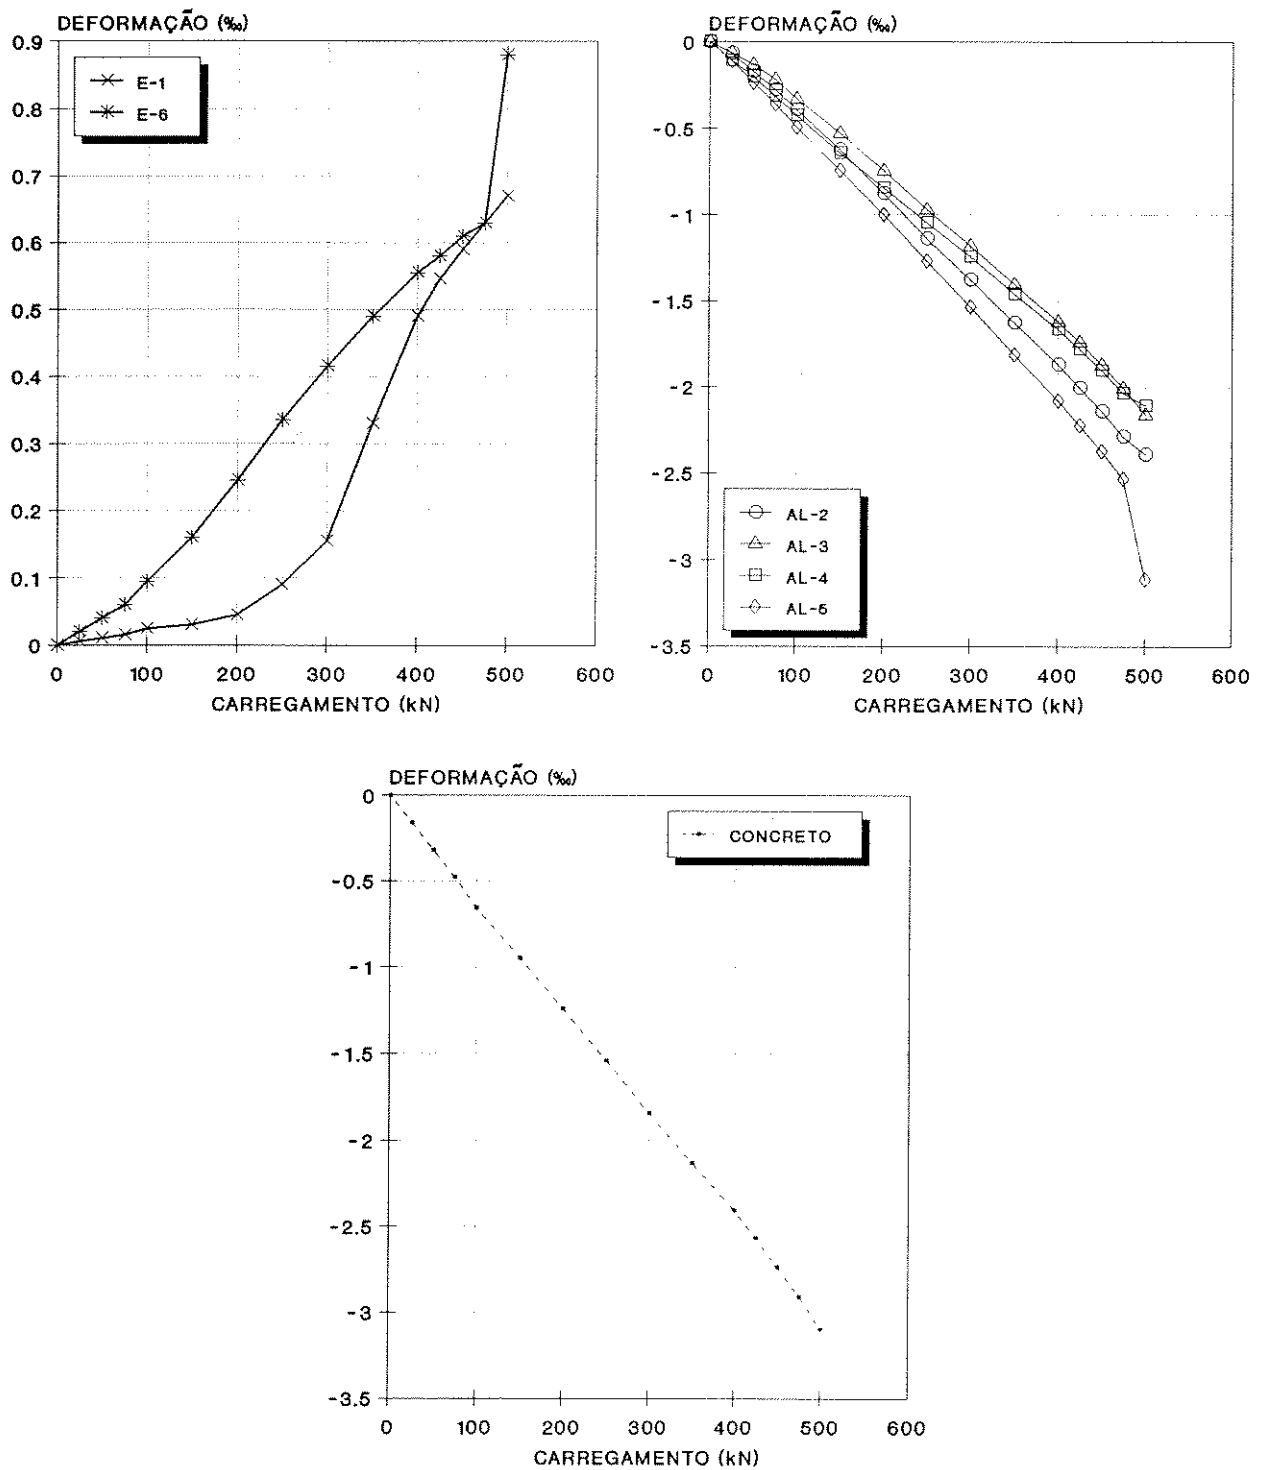 DEFORMAÇÃO (‰)
0.9
0.8
0.7
0.6
0.5
0.4
0.3
0.2
0.1
0
E-1
E-6
0 100 200 300 400 500 600
CARREGAMENTO (kN)
DEFORMAÇÃO (‰)
0
-0.5
-1
-1.5
-2
-2.5
-3
-3.5
AL-2
AL-3
AL-4
AL-5
0 100 200 300 400 500 600
CARREGAMENTO (kN)
DEFORMAÇÃO (‰)
0
-0.5
-1
-1.5
-2
-2.5
-3
-3.5
CONCRETO
0 100 200 300 400 500 600
CARREGAMENTO (kN)